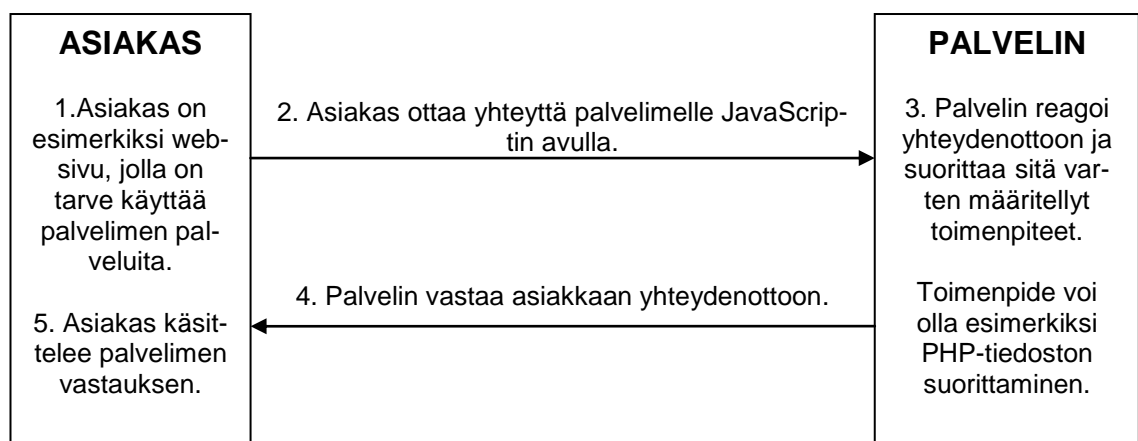 ASIAKAS
1.Asiakas on
esimerkiksi web-
sivu, jolla on
tarve käyttää
palvelimen pal-
veluita.
5. Asiakas käsit-
telee palvelimen
vastauksen.
2. Asiakas ottaa yhteyttä palvelimelle JavaScrip-
tin avulla.
4. Palvelin vastaa asiakkaan yhteydenottoon.
PALVELIN
3. Palvelin reagoi
yhteydenottoon ja
suorittaa sitä var-
ten määritellyt
toimenpiteet.
Toimenpide voi
olla esimerkiksi
PHP-tiedoston
suorittaminen.